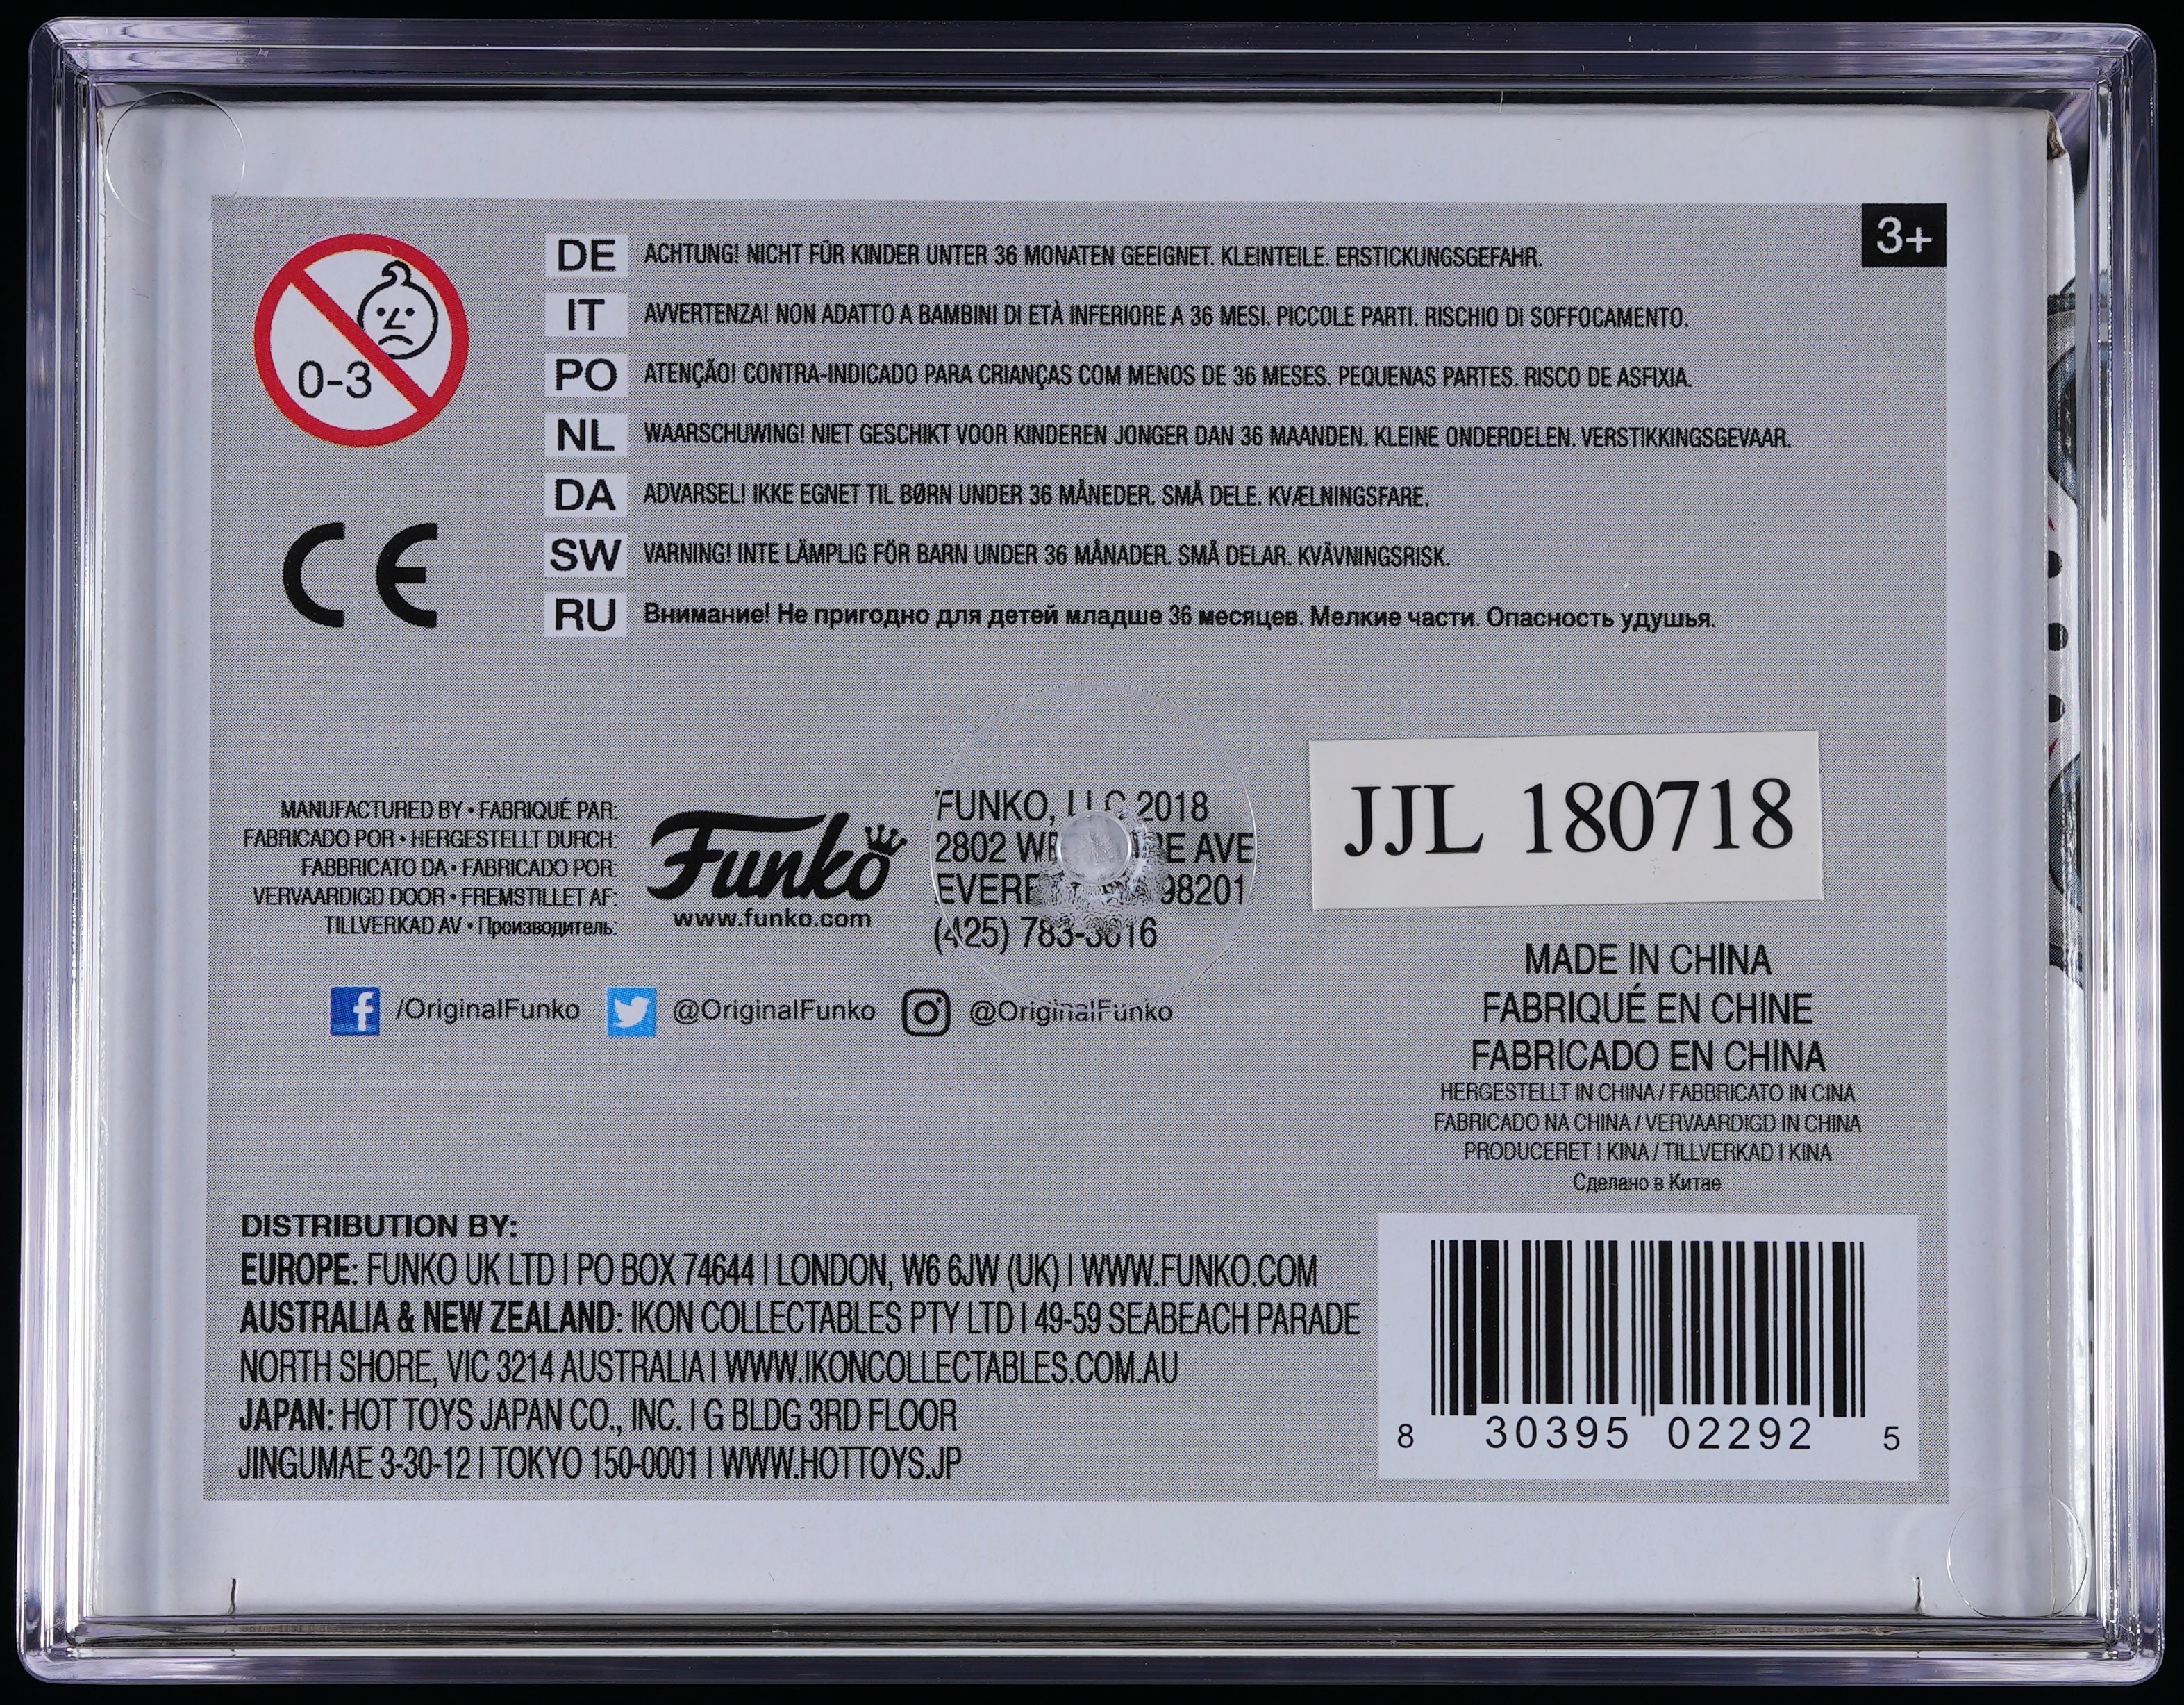 3+
0-3
CE
DE ACHTUNG! NICHT FÜR KINDER UNTER 36 MONATEN GEEIGNET. KLEINTEILE. ERSTICKUNGSGEFAHR.
IT AVVERTENZA! NON ADATTO A BAMBINI DI ETÀ INFERIORE A 36 MESI. PICCOLE PARTI. RISCHIO DI SOFFOCAMENTO.
PO ATENÇÃO! CONTRA-INDICADO PARA CRIANÇAS COM MENOS DE 36 MESES. PEQUENAS PARTES. RISCO DE ASFIXIA.
NL WAARSCHUWING! NIET GESCHIKT VOOR KINDEREN JONGER DAN 36 MAANDEN. KLEINE ONDERDELEN. VERSTIKKINGSGEVAAR.
DA ADVARSEL! IKKE EGNET TIL BØRN UNDER 36 MÅNEDER. SMÅ DELE. KVÆLNINGSFARE.
SW VARNING! INTE LÄMPLIG FÖR BARN UNDER 36 MÅNADER. SMÅ DELAR. KVÄVNINGSRISK.
RU Внимание! Не пригодно для детей младше 36 месяцев. Мелкие части. Опасность удушья.
MANUFACTURED BY • FABRIQUÉ PAR:
FABRICADO POR • HERGESTELLT DURCH:
FABBRICATO DA • FABRICADO POR:
VERVAARDIGD DOOR • FREMSTILLET AF:
TILLVERKAD AV • Производитель:
Funko
www.funko.com
FUNKO, LLC 2018
2802 AVE
98201
(425) 783-3616
JJL 180718
/OriginalFunko @OriginalFunko @OriginalFunko
MADE IN CHINA
FABRIQUÉ EN CHINE
FABRICADO EN CHINA
HERGESTELLT IN CHINA / FABBRICATO IN CINA
FABRICADO NA CHINA / VERVAARDIGD IN CHINA
PRODUCERET I KINA / TILLVERKAD I KINA
Сделано в Китае
DISTRIBUTION BY:
EUROPE: FUNKO UK LTD | PO BOX 74644 | LONDON, W6 6JW (UK) | WWW.FUNKO.COM
AUSTRALIA & NEW ZEALAND: IKON COLLECTABLES PTY LTD | 49-59 SEABEACH PARADE
NORTH SHORE, VIC 3214 AUSTRALIA | WWW.IKONCOLLECTABLES.COM.AU
JAPAN: HOT TOYS JAPAN CO., INC. | G BLDG 3RD FLOOR
JINGUMAE 3-30-12 | TOKYO 150-0001 | WWW.HOTTOYS.JP
8 30395 02292 5